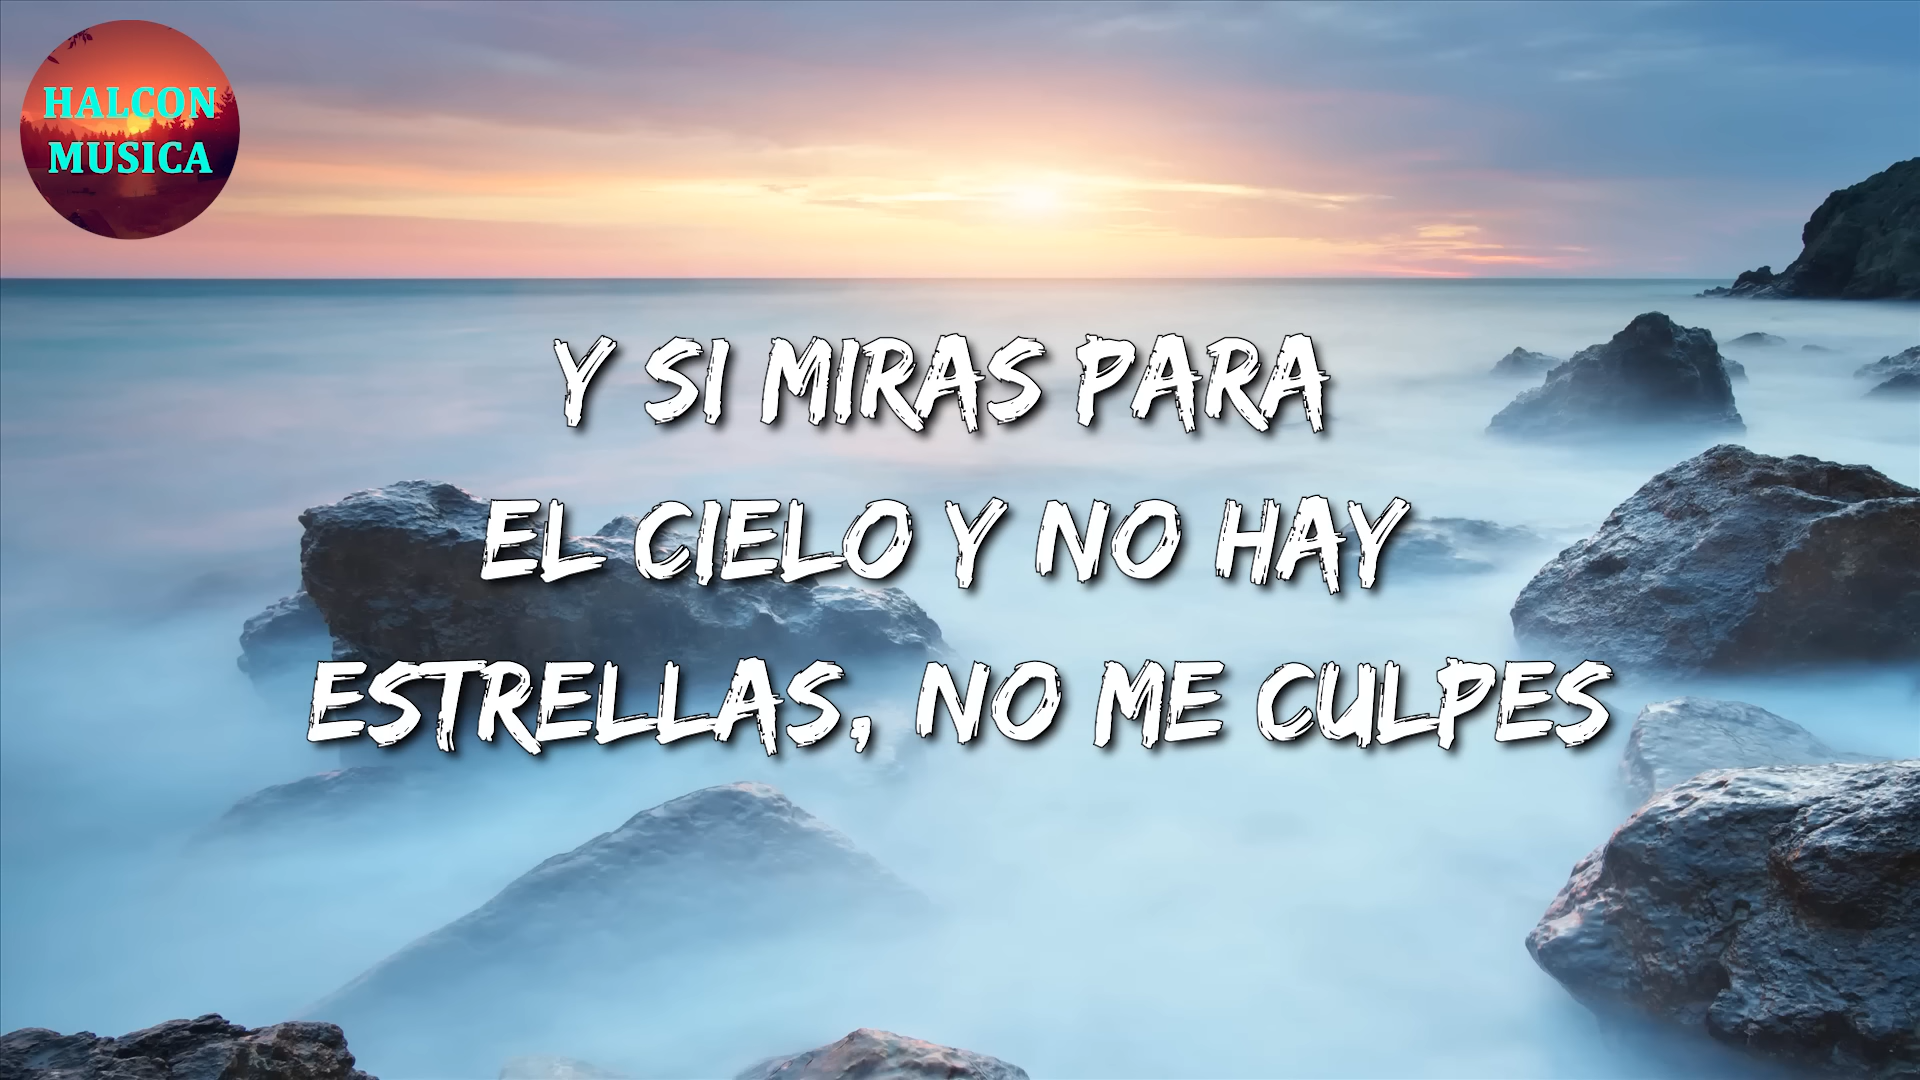 HALCON
MUSICA
Y SI MIRAS PARA
EL CIELO Y NO HAY
ESTRELLAS, NO ME CULPES